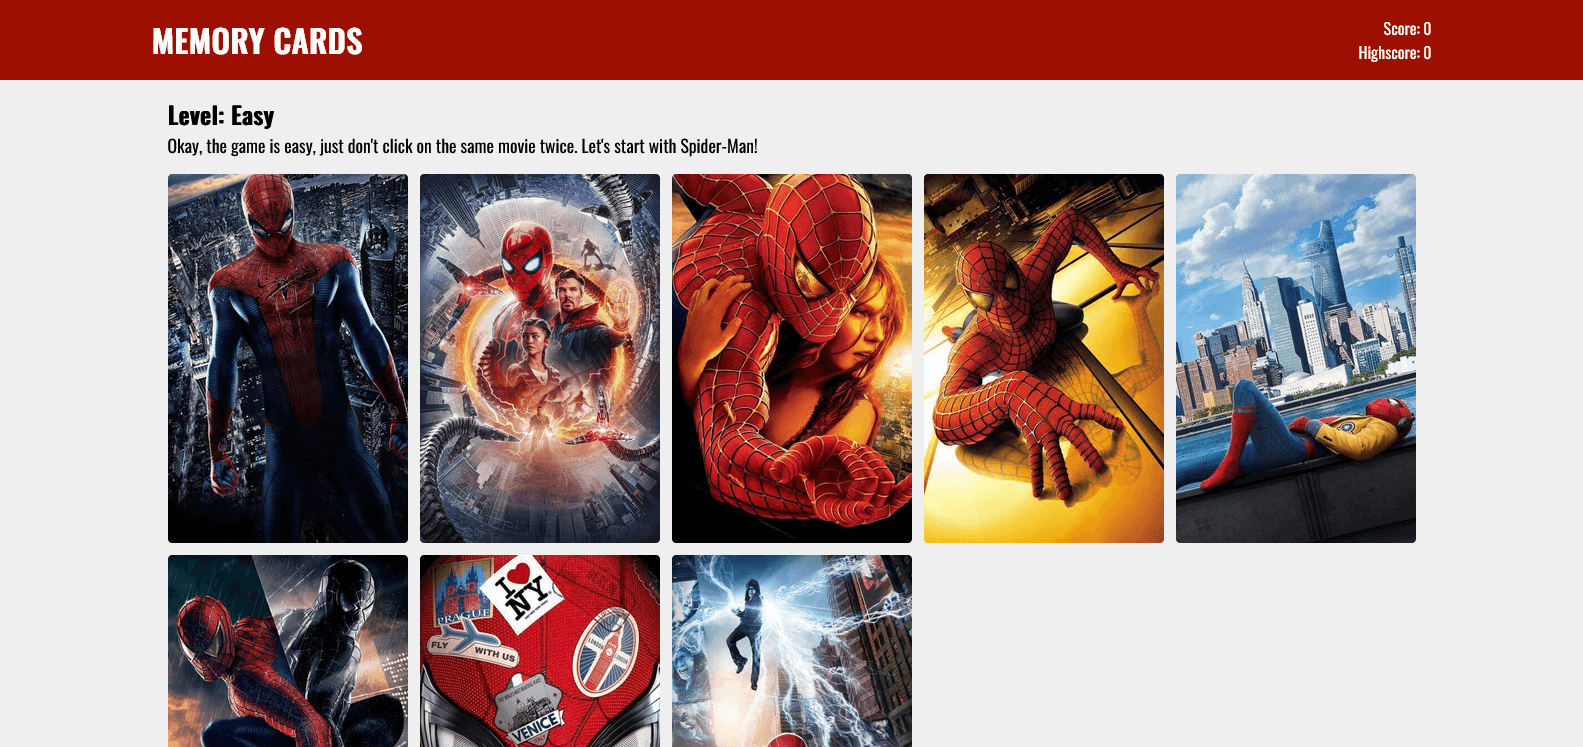 MEMORY CARDS
Score: 0
Highscore: 0
Level: Easy
Okay, the game is easy, just don't click on the same movie twice. Let's start with Spider-Man!
PRAGUE
I NY
FLY WITH US
LONDON
LONDON
VENICE